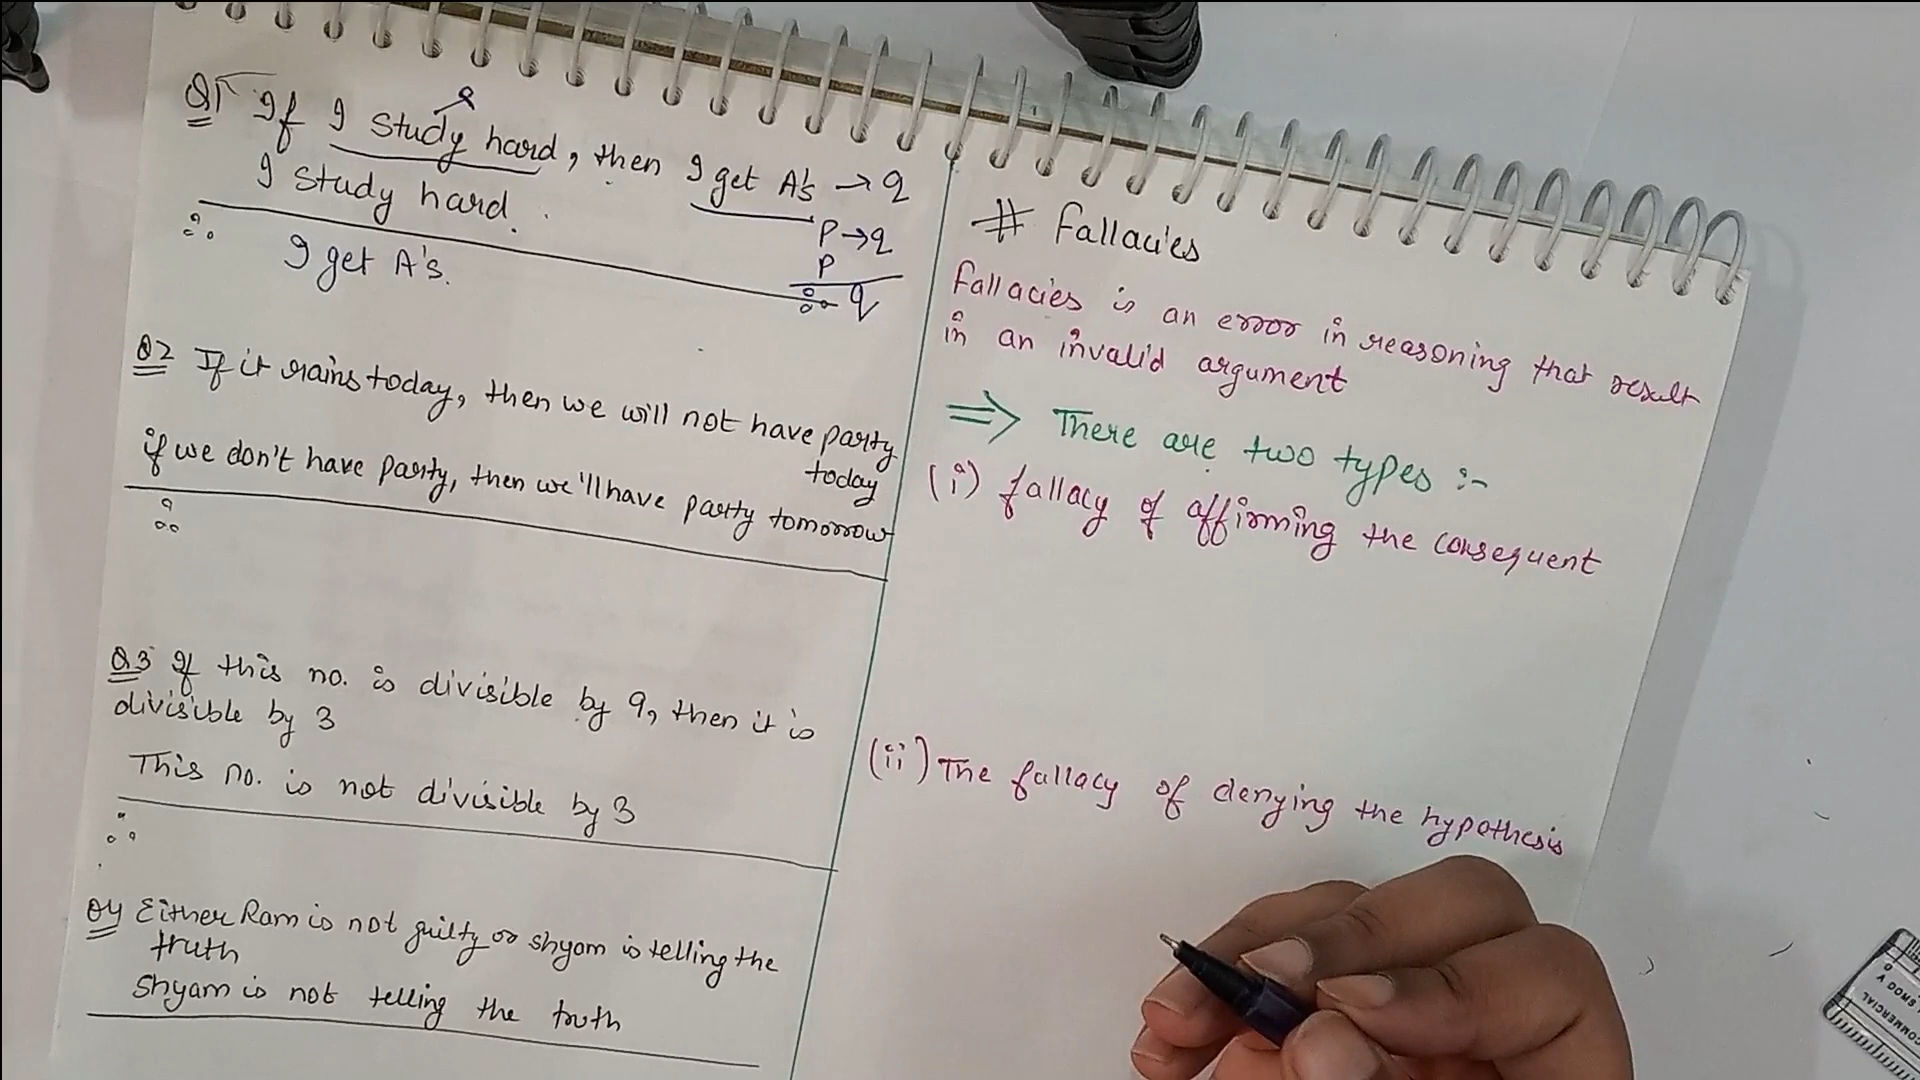 Q1 If I study hard, then I get A's → q
I study hard.
∴ I get A's.
P→q
P
∴ q
Q2 If it rains today, then we will not have party
today
if we don't have party, then we'll have party tomorrow
∴
Q3 If this no. is divisible by 9, then it is
divisible by 3
This no. is not divisible by 3
∴
Q4 Either Ram is not guilty or shyam is telling the
truth
Shyam is not telling the truth
# fallacies
fallacies is an error in reasoning that result
in an invalid argument
⇒ There are two types :-
(i) fallacy of affirming the consequent
(ii) The fallacy of denying the hypothesis